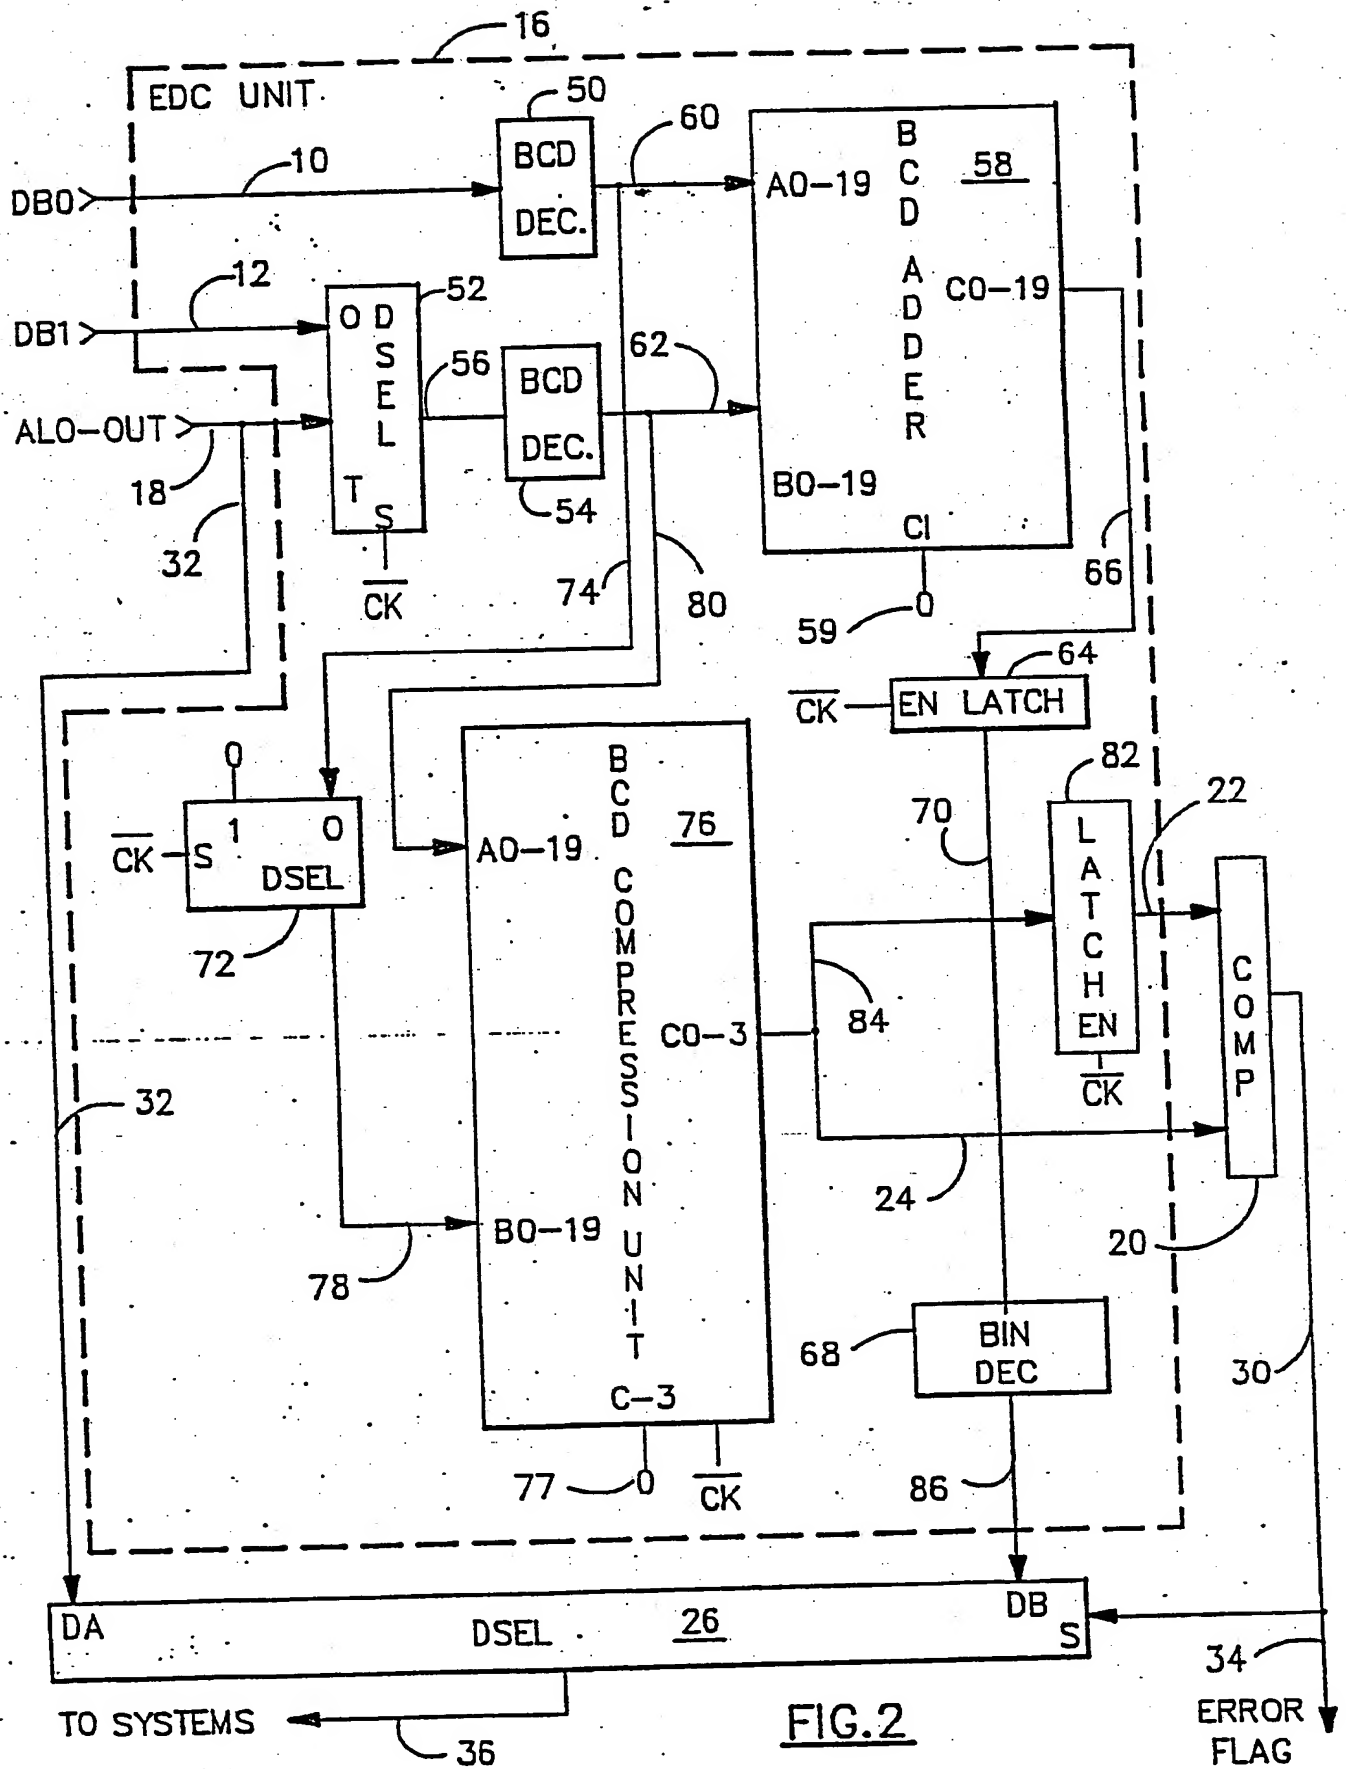 16
EDC UNIT
50
60
10
BCD
DEC.
B
C
D
A
D
D
E
R
58
DB0
A0-19
C0-19
12
52
DB1
O D
S
E
L
T
S
56
BCD
DEC.
62
ALO-OUT
18
54
B0-19
CI
32
CK
74
80
59
0
66
64
CK
EN LATCH
0
1 0
CK
S
DSEL
72
B
C
D
C
O
M
P
R
E
S
S
I
O
N
U
N
I
T
76
A0-19
C0-3
B0-19
C-3
70
82
L
A
T
C
H
EN
CK
22
84
C
O
M
P
32
24
20
78
68
BIN
DEC
30
77
0
CK
86
DA
DSEL
26
DB
S
34
TO SYSTEMS
36
FIG.2
ERROR
FLAG